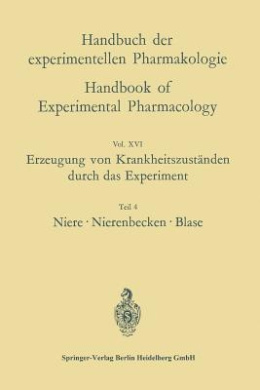 Handbuch der
experimentellen Pharmakologie
Handbook of
Experimental Pharmacology
Vol. XVI
Erzeugung von Krankheitszuständen
durch das Experiment
Teil 4
Niere · Nierenbecken · Blase
Springer-Verlag Berlin Heidelberg GmbH